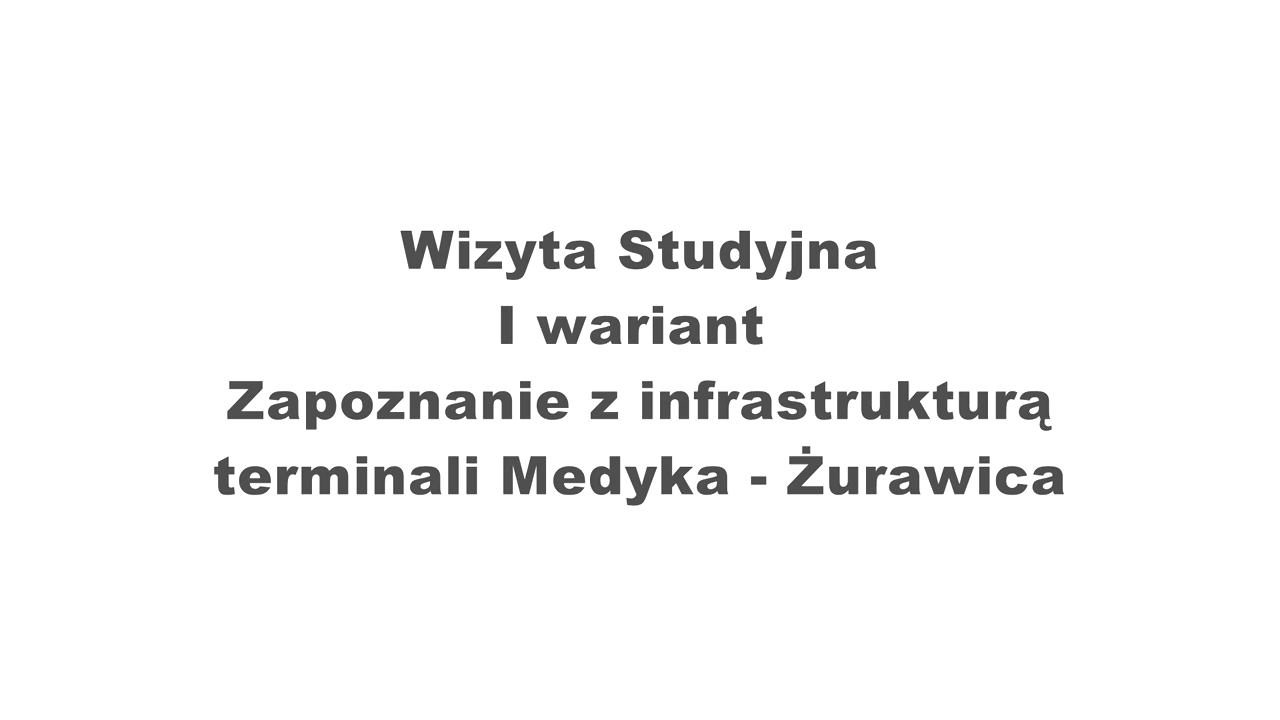 Wizyta Studyjna
I wariant
Zapoznanie z infrastrukturą
terminali Medyka - Żurawica